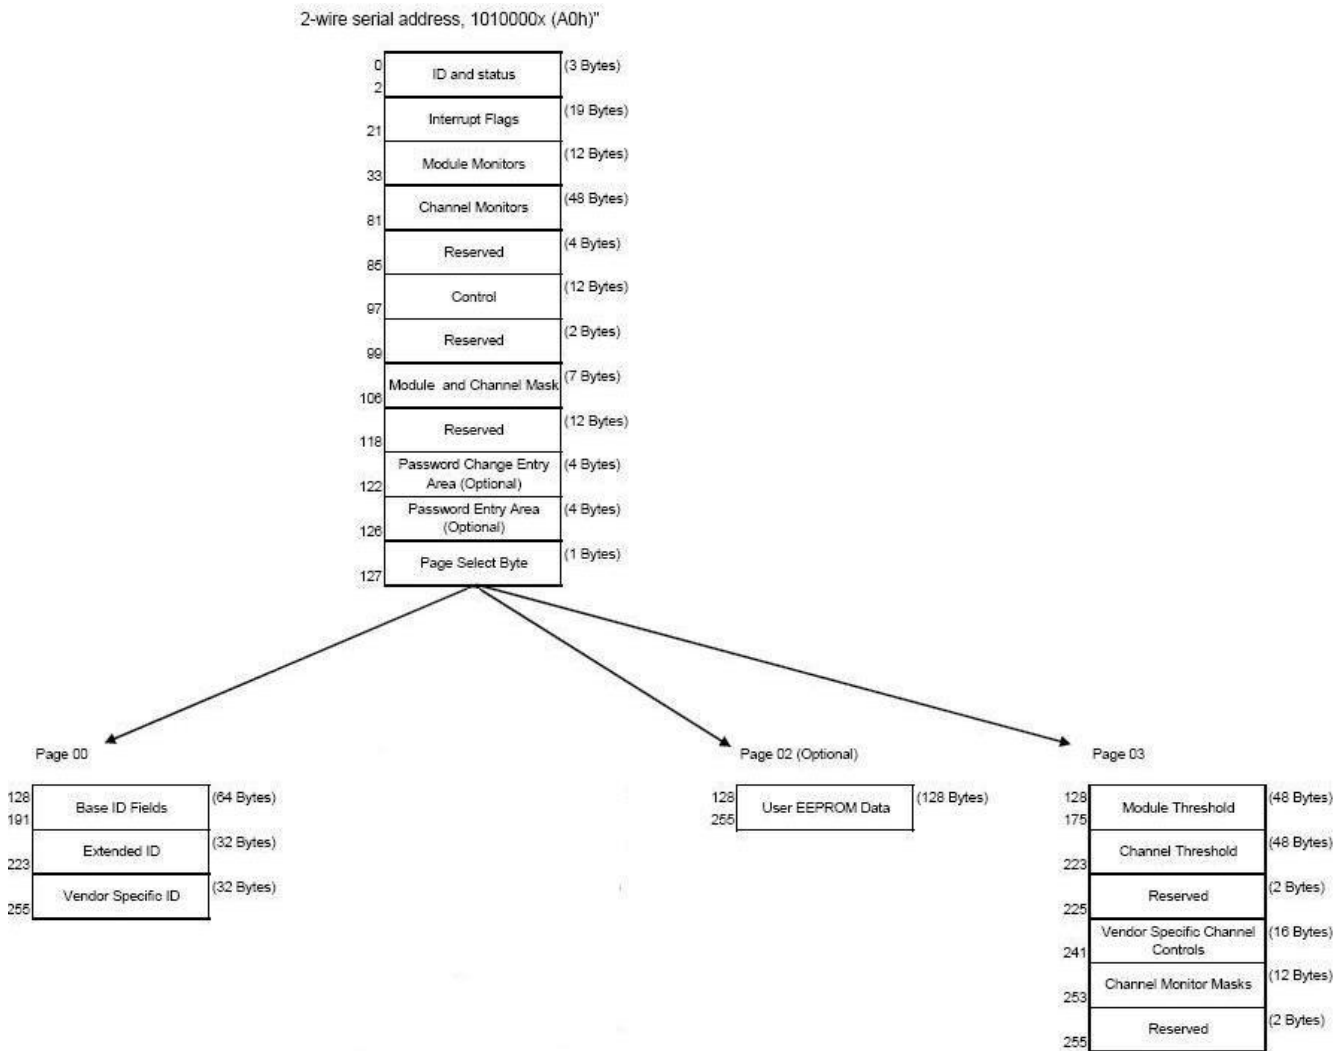 2-wire serial address, 1010000x (A0h)"
0
2
ID and status
(3 Bytes)
21
Interrupt Flags
(19 Bytes)
33
Module Monitors
(12 Bytes)
81
Channel Monitors
(48 Bytes)
85
Reserved
(4 Bytes)
97
Control
(12 Bytes)
99
Reserved
(2 Bytes)
106
Module and Channel Mask
(7 Bytes)
118
Reserved
(12 Bytes)
122
Password Change Entry
Area (Optional)
(4 Bytes)
126
Password Entry Area
(Optional)
(4 Bytes)
127
Page Select Byte
(1 Bytes)
Page 00
128
191
Base ID Fields
(64 Bytes)
223
Extended ID
(32 Bytes)
255
Vendor Specific ID
(32 Bytes)
Page 02 (Optional)
128
255
User EEPROM Data
(128 Bytes)
Page 03
128
175
Module Threshold
(48 Bytes)
223
Channel Threshold
(48 Bytes)
225
Reserved
(2 Bytes)
241
Vendor Specific Channel
Controls
(16 Bytes)
253
Channel Monitor Masks
(12 Bytes)
255
Reserved
(2 Bytes)